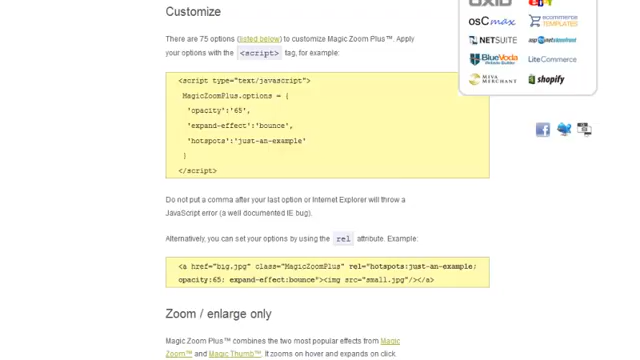 Customize
There are 75 options (listed below) to customize Magic Zoom Plus™. Apply
your options with the <script> tag, for example:
<script type="text/javascript">
MagicZoomPlus.options = {
'opacity':'65',
'expand-effect':'bounce',
'hotspots':'just-an-example'
}
</script>
Do not put a comma after your last option or Internet Explorer will throw a
JavaScript error (a well documented IE bug).
Alternatively, you can set your options by using the rel attribute. Example:
<a href="big.jpg" class="MagicZoomPlus" rel="hotspots:just-an-example;
opacity:65; expand-effect:bounce"><img src="small.jpg"/></a>
Zoom / enlarge only
Magic Zoom Plus™ combines the two most popular effects from Magic
Zoom™ and Magic Thumb™. It zooms on hover and expands on click
oscmax
ECOMMERCE
TEMPLATES
NETSUITE
BlueVoda
LiteCommerce
MIVA
MERCHANT
shopify